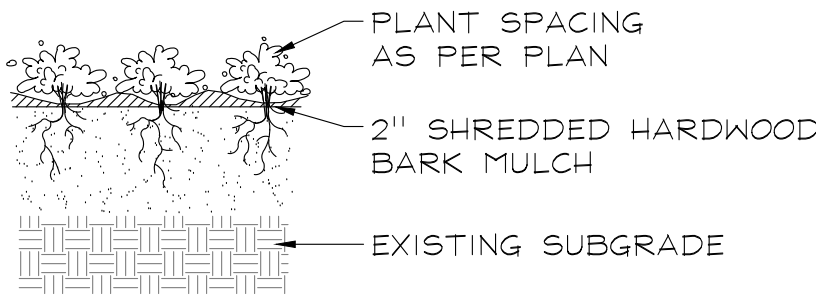 PLANT SPACING
AS PER PLAN
2" SHREDDED HARDWOOD
BARK MULCH
EXISTING SUBGRADE